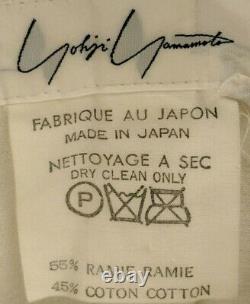 Yohji Yamamoto
FABRIQUE AU JAPON
MADE IN JAPAN
NETTOYAGE A SEC
DRY CLEAN ONLY
P
55% RAMIE-RAMIE
45% COTON COTTON